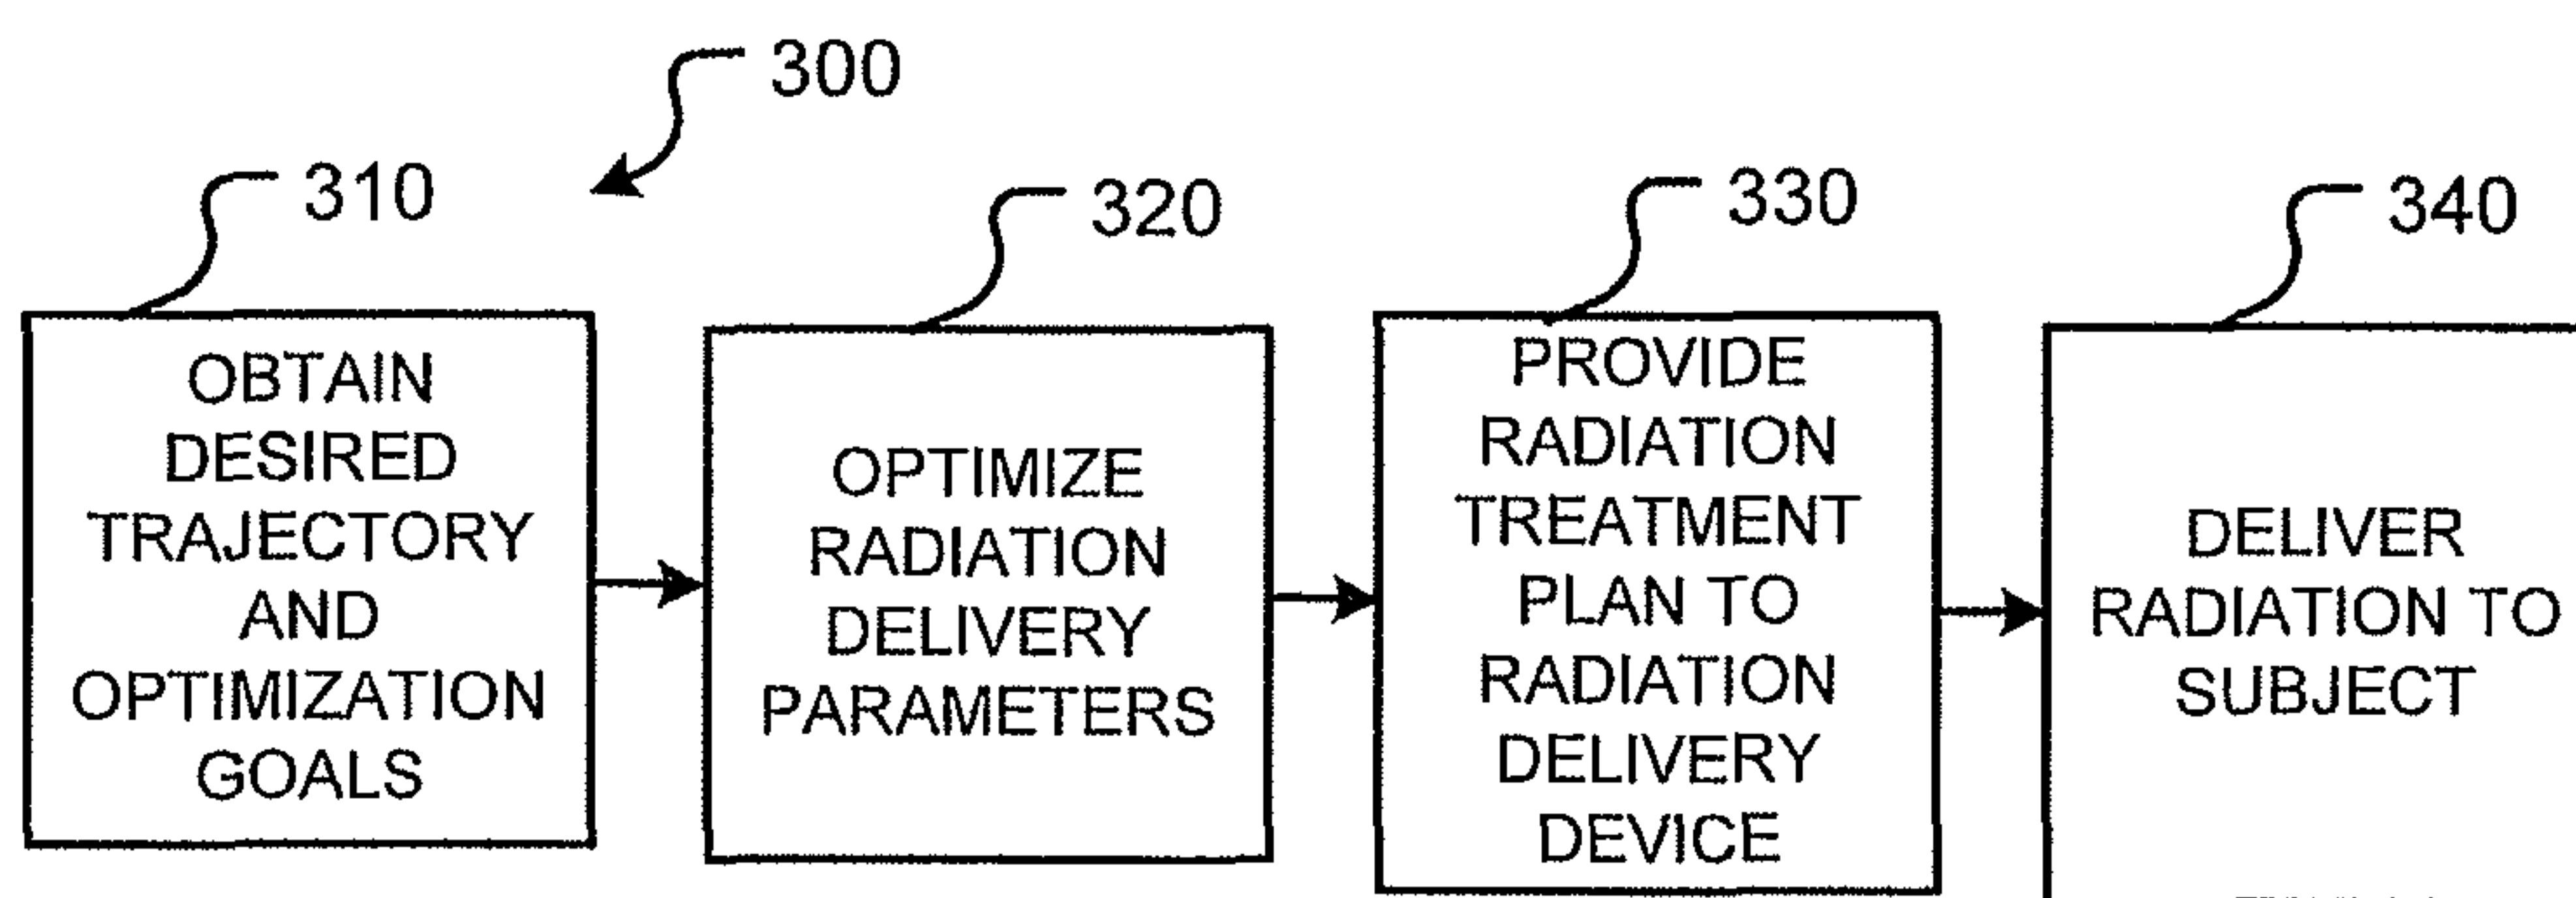 300
310
320
330
340
OBTAIN
DESIRED
TRAJECTORY
AND
OPTIMIZATION
GOALS
OPTIMIZE
RADIATION
DELIVERY
PARAMETERS
PROVIDE
RADIATION
TREATMENT
PLAN TO
RADIATION
DELIVERY
DEVICE
DELIVER
RADIATION TO
SUBJECT